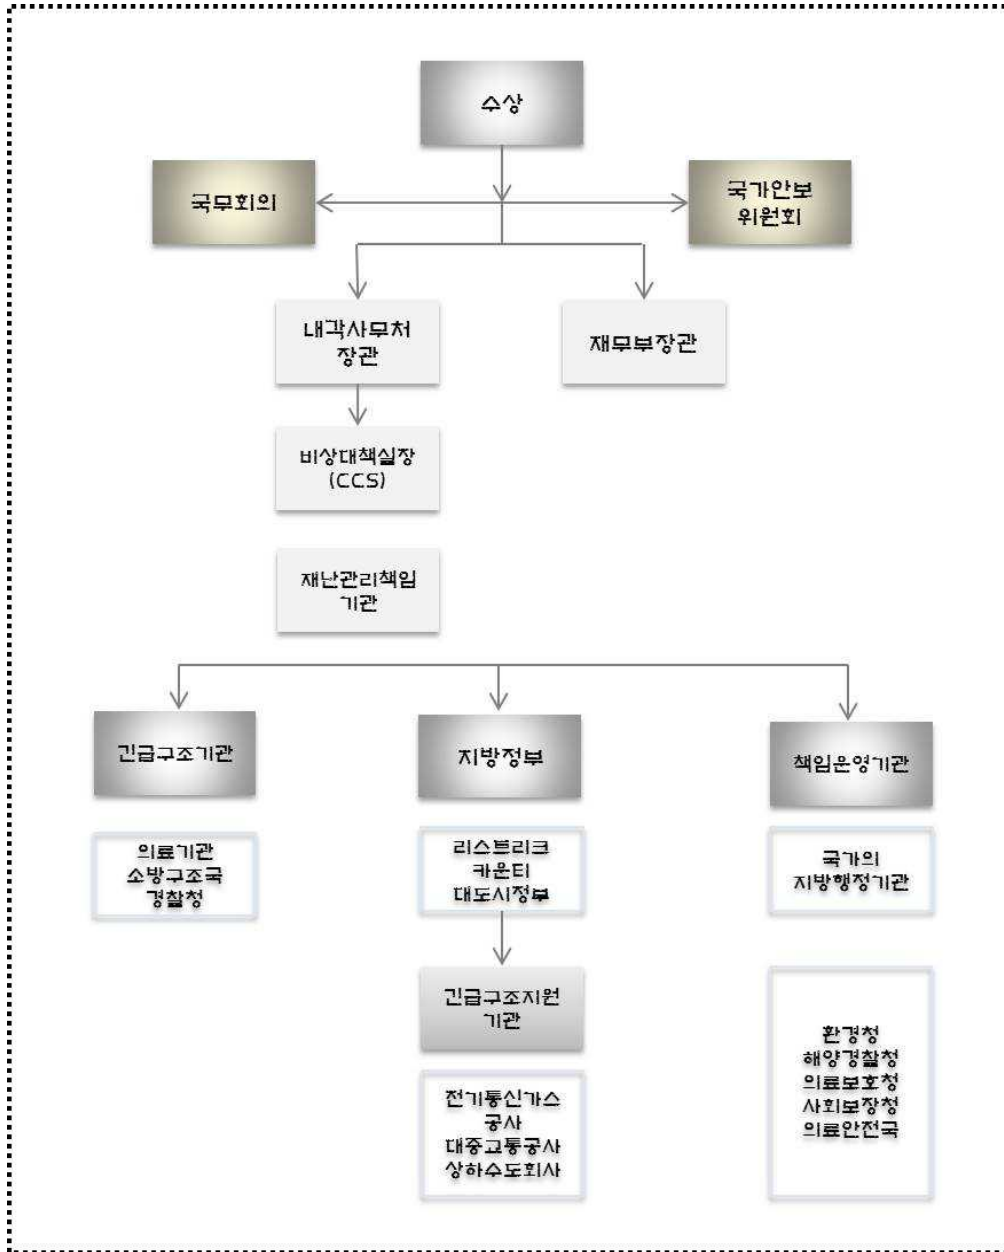 수상
국무회의
국가안보
위원회
내각사무처
장관
재무부장관
비상대책실장
(CCS)
재난관리책임
기관
긴급구조기관
지방정부
책임운영기관
의료기관
소방구조국
경찰청
리스트리크
카운티
대도시정부
국가의
지방행정기관
긴급구조지원
기관
전기통신가스
공사
대중교통공사
상하수도회사
환경청
해양경찰청
의료보호청
사회보장청
의료안전국